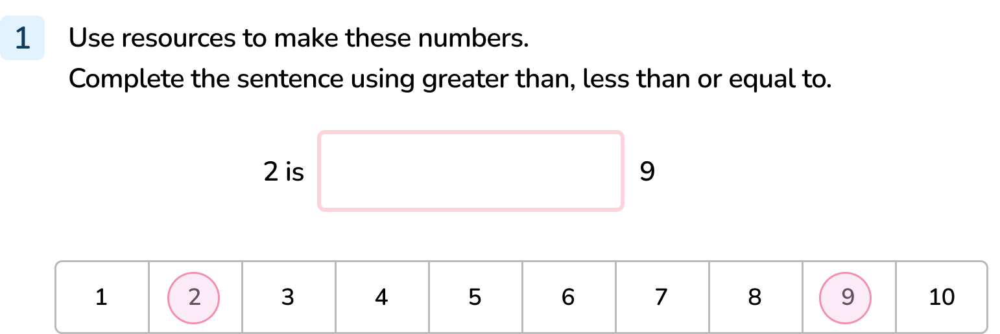 1 Use resources to make these numbers.
Complete the sentence using greater than, less than or equal to.
2 is 9
1 2 3 4 5 6 7 8 9 10